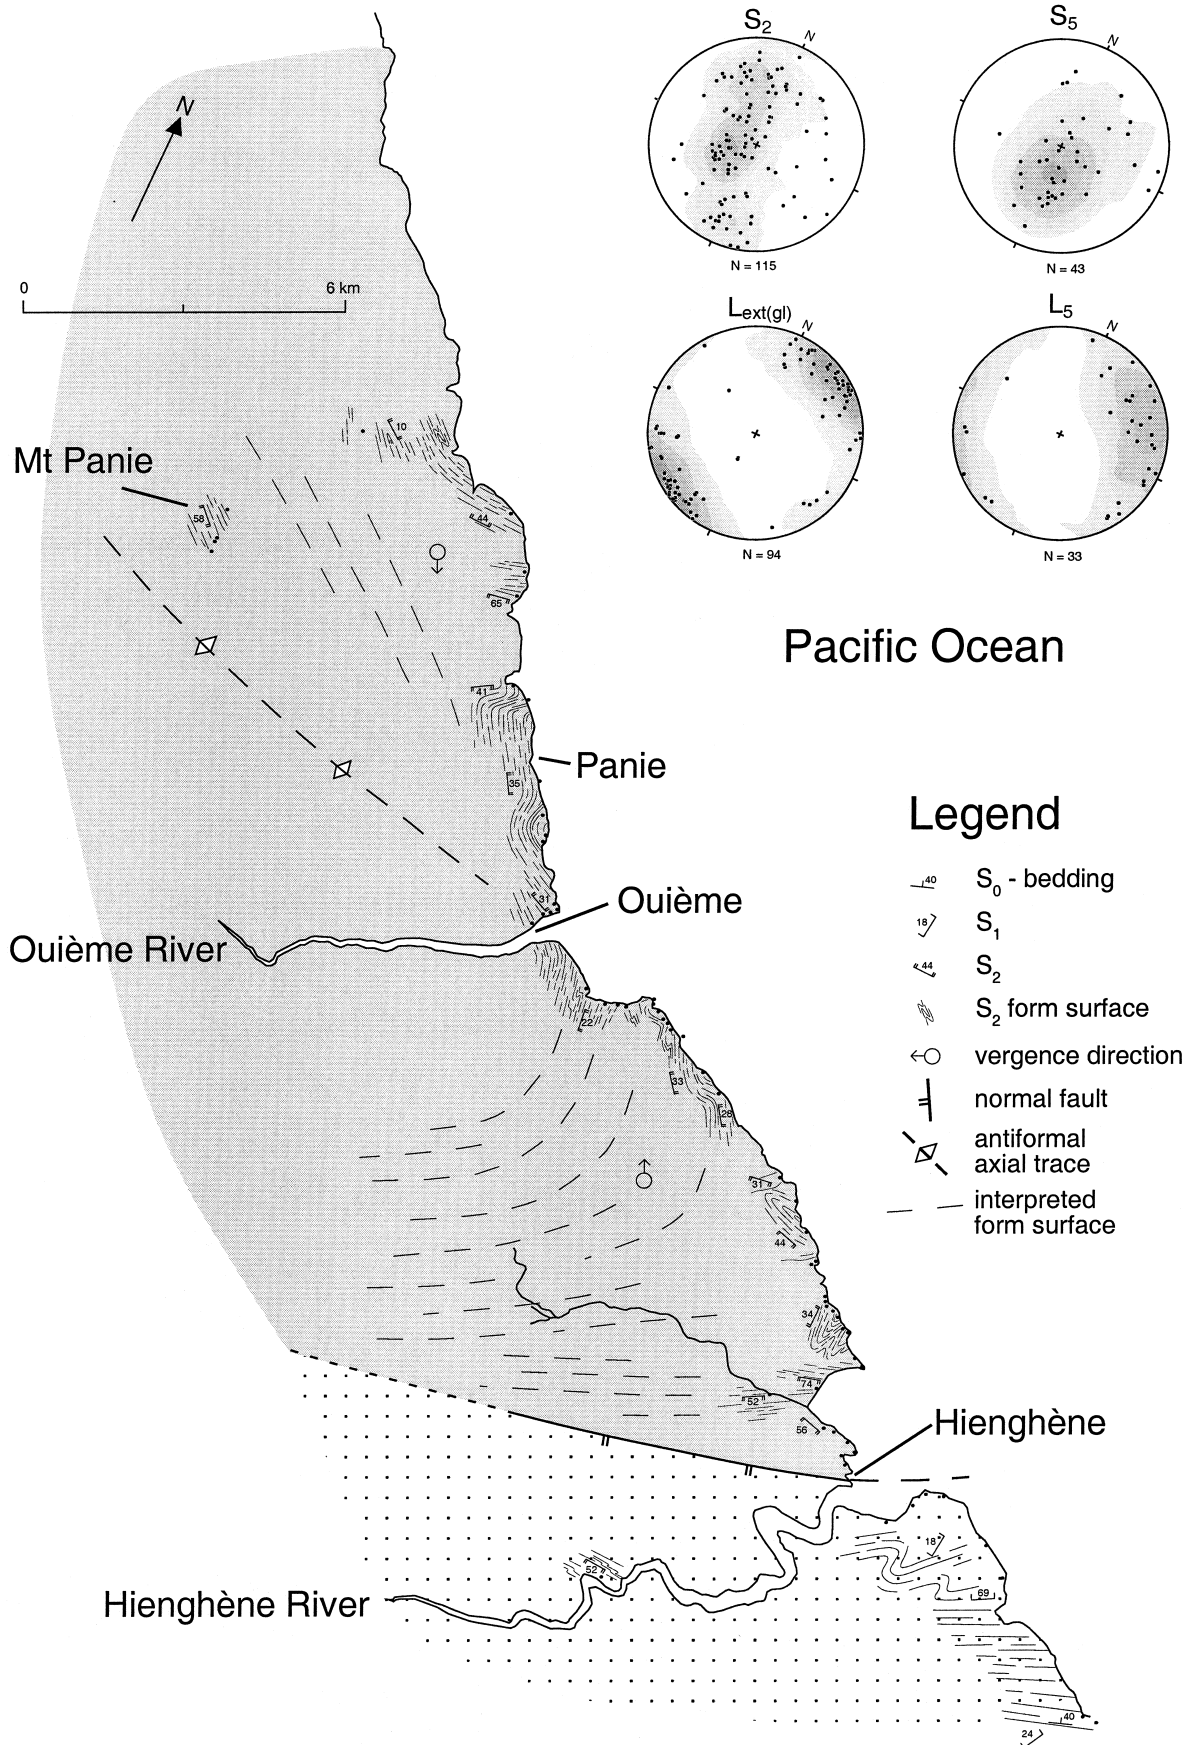 S2
N
N = 115
S5
N
N = 43
Lext(gl)
N
N = 94
L5
N
N = 33
N
0 6 km
10
Mt Panie
58
44
65
Pacific Ocean
41
Panie
35
31
Ouième
Ouième River
22
33
28
31
44
34
74
52
56
Hienghène
Legend
40 S0 - bedding
18 S1
44 S2
S2 form surface
vergence direction
normal fault
antiformal
axial trace
interpreted
form surface
18
52
69
Hienghène River
40
24